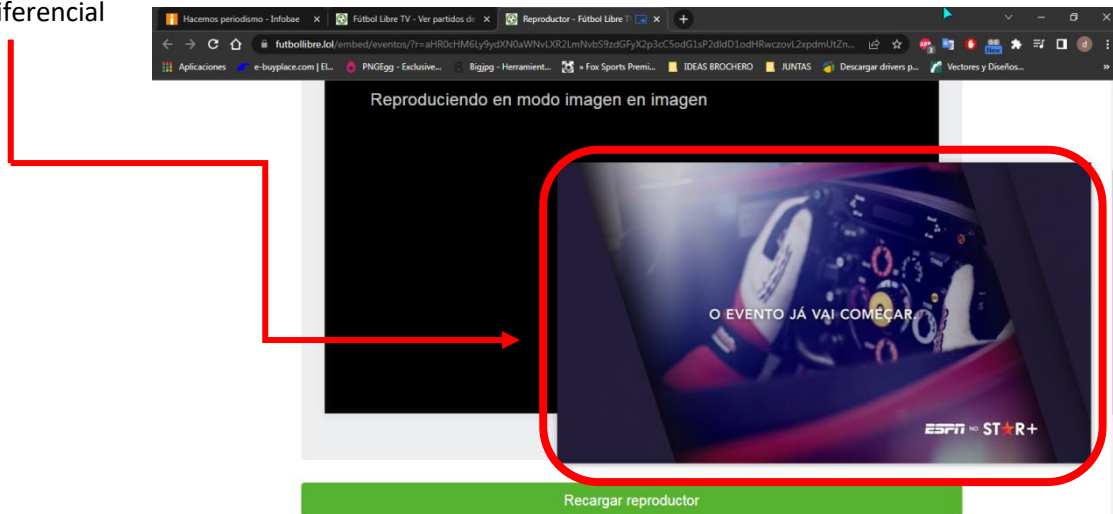 iferencial
Hacemos periodismo - Infobae
Fútbol Libre TV - Ver partidos de
Reproductor - Fútbol Libre T
futbollibre.lol/embed/eventos/?r=
Aplicaciones
e-buyplace.com | El...
PNGEgg - Exclusive...
Bigjpg - Herramient...
» Fox Sports Premi...
IDEAS BROCHERO
JUNTAS
Descargar drivers p...
Vectores y Diseños...
»
New
d
Reproduciendo en modo imagen en imagen
O EVENTO JÁ VAI COMEÇAR.
ESPN NO ST★R+
Recargar reproductor